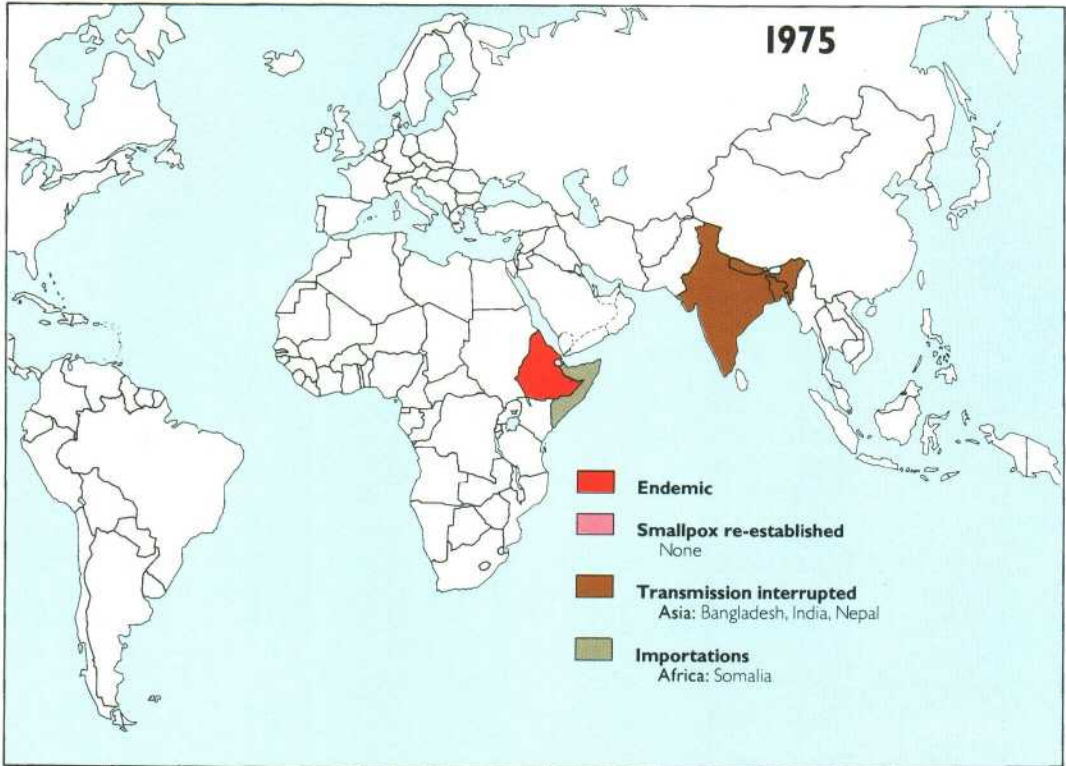 1975
Endemic
Smallpox re-established
None
Transmission interrupted
Asia: Bangladesh, India, Nepal
Importations
Africa: Somalia